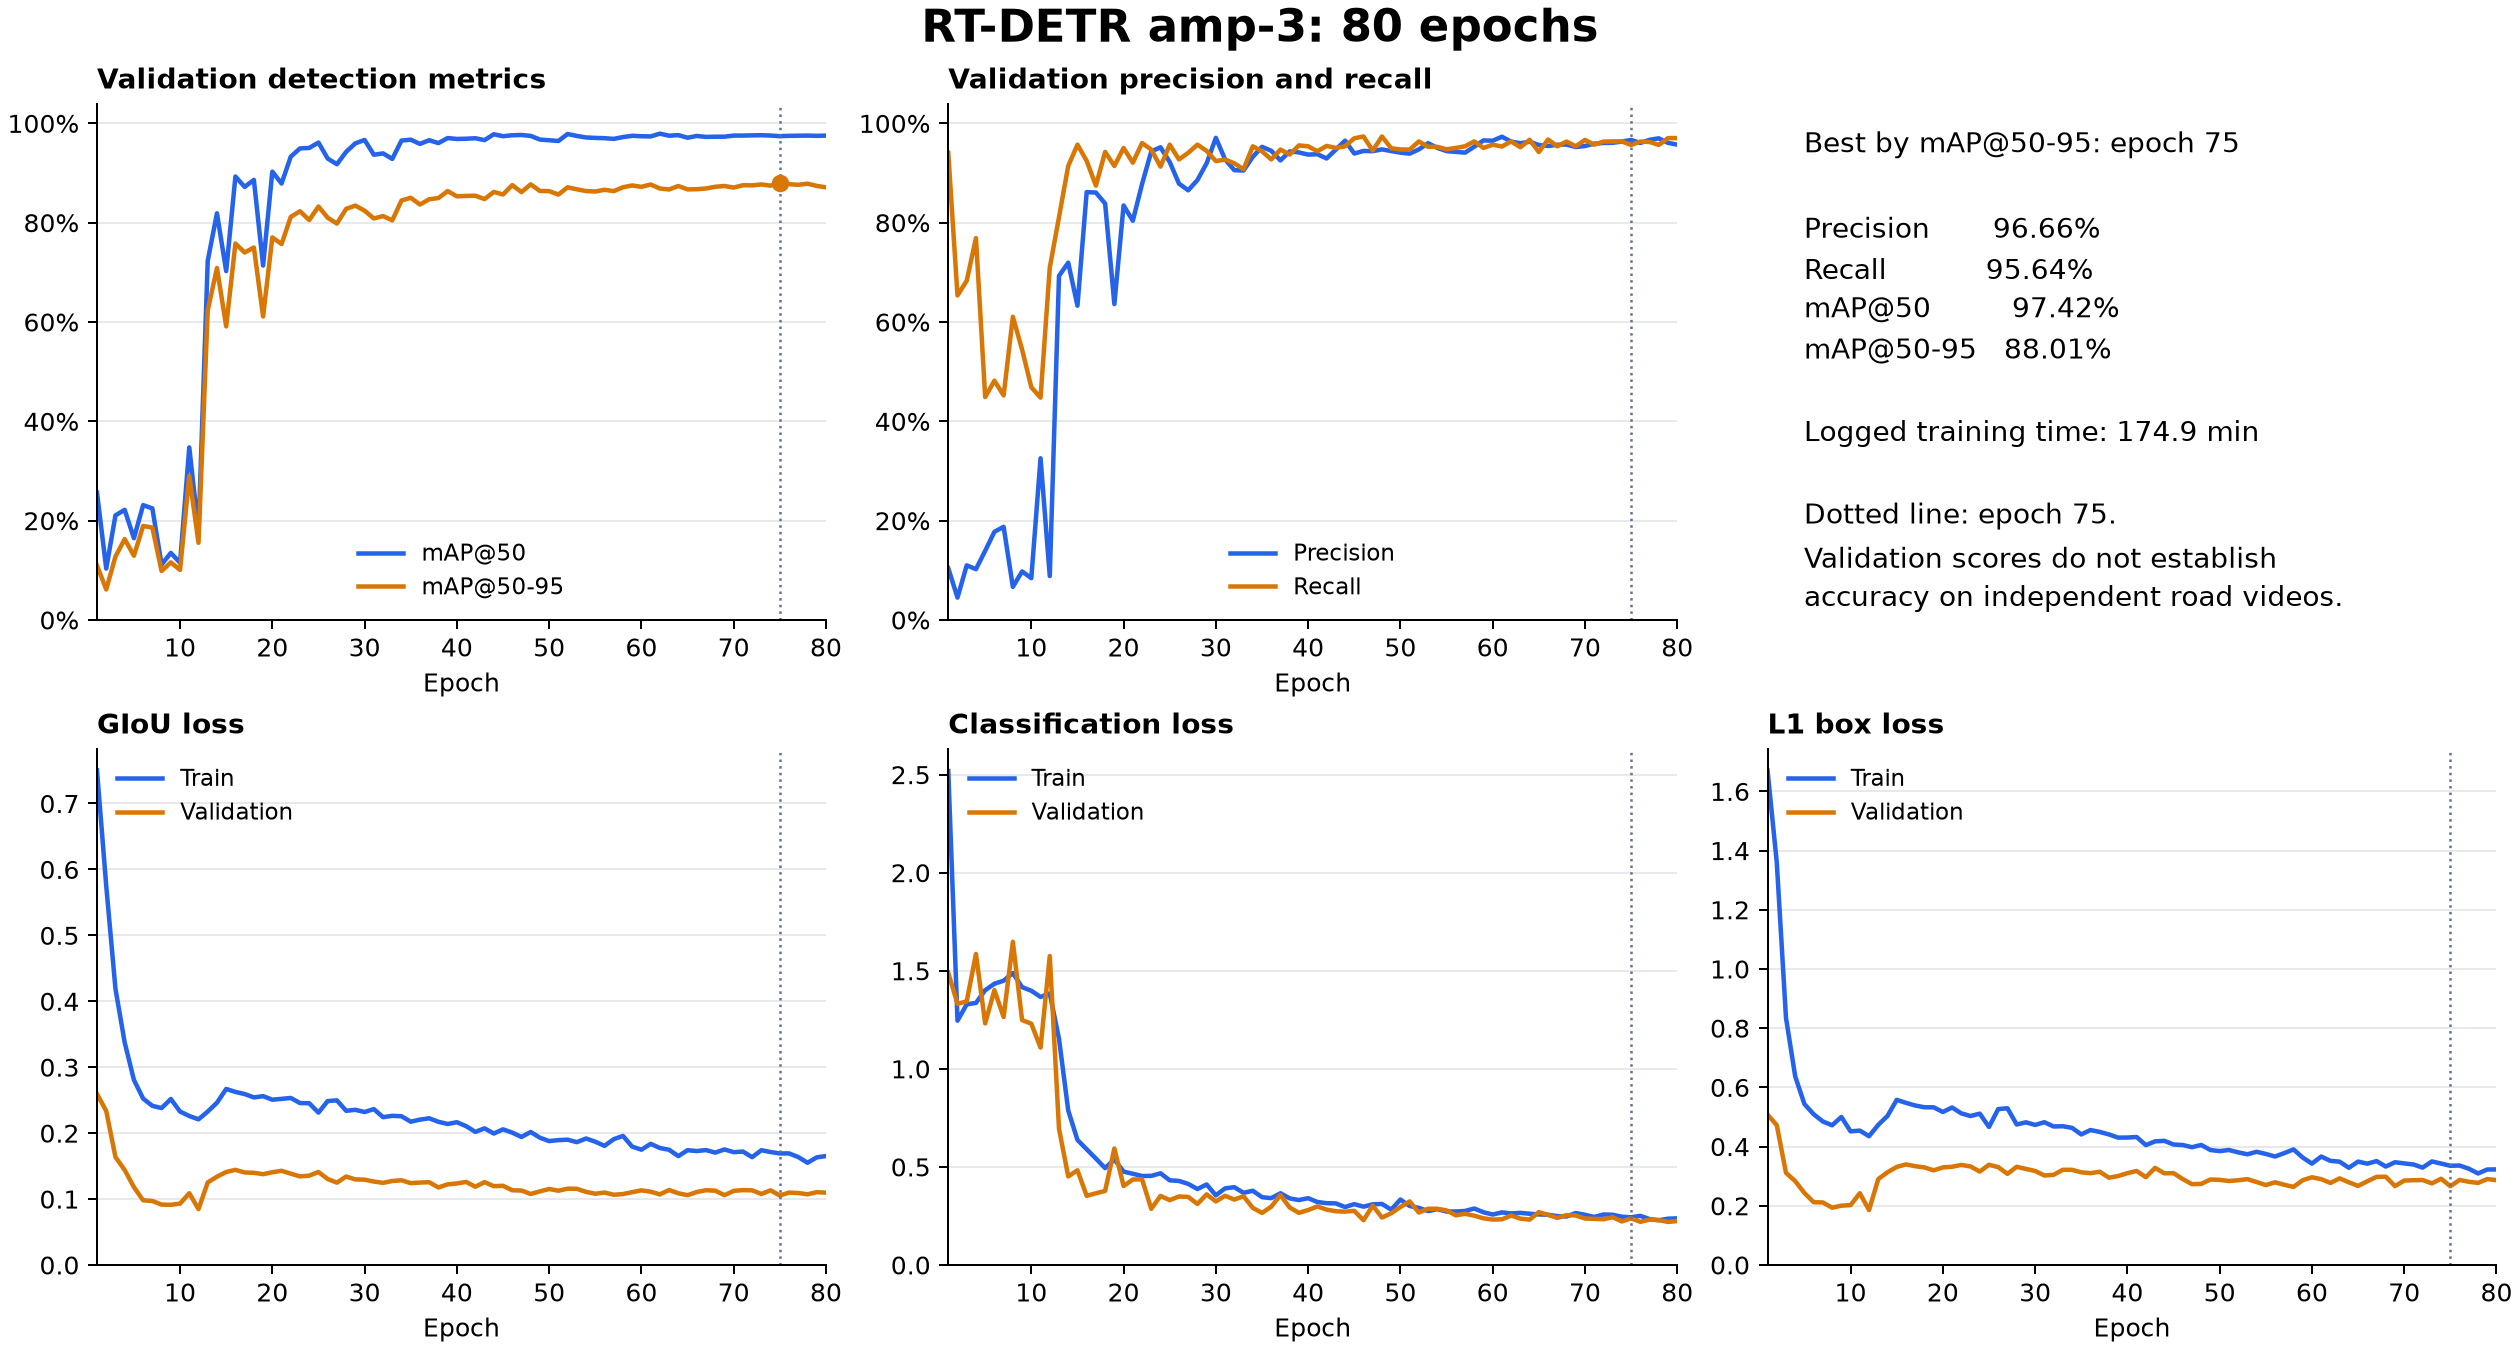 RT-DETR amp-3: 80 epochs
Validation detection metrics
100%
80%
60%
40%
20%
0%
mAP@50
mAP@50-95
10 20 30 40 50 60 70 80
Epoch
Validation precision and recall
100%
80%
60%
40%
20%
0%
Precision
Recall
10 20 30 40 50 60 70 80
Epoch
Best by mAP@50-95: epoch 75
Precision 96.66%
Recall 95.64%
mAP@50 97.42%
mAP@50-95 88.01%
Logged training time: 174.9 min
Dotted line: epoch 75.
Validation scores do not establish
accuracy on independent road videos.
GIoU loss
Train
Validation
0.7
0.6
0.5
0.4
0.3
0.2
0.1
0.0
10 20 30 40 50 60 70 80
Epoch
Classification loss
Train
Validation
2.5
2.0
1.5
1.0
0.5
0.0
10 20 30 40 50 60 70 80
Epoch
L1 box loss
Train
Validation
1.6
1.4
1.2
1.0
0.8
0.6
0.4
0.2
0.0
10 20 30 40 50 60 70 80
Epoch